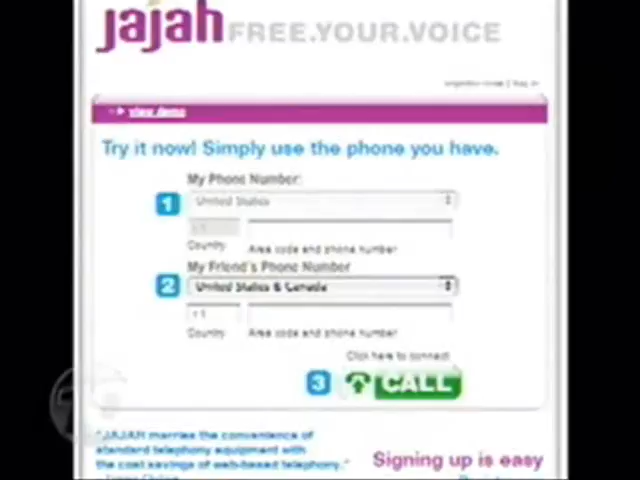 jajah FREE.YOUR.VOICE
view demo
Try it now! Simply use the phone you have.
My Phone Number:
1
United States
+1
Country
Area code and phone number
My Friend's Phone Number
2
United States & Canada
+1
Country
Area code and phone number
Click here to connect
3 CALL
"JAJAH marries the convenience of
standard telephony equipment with
the cost savings of web-based telephony."
Signing up is easy